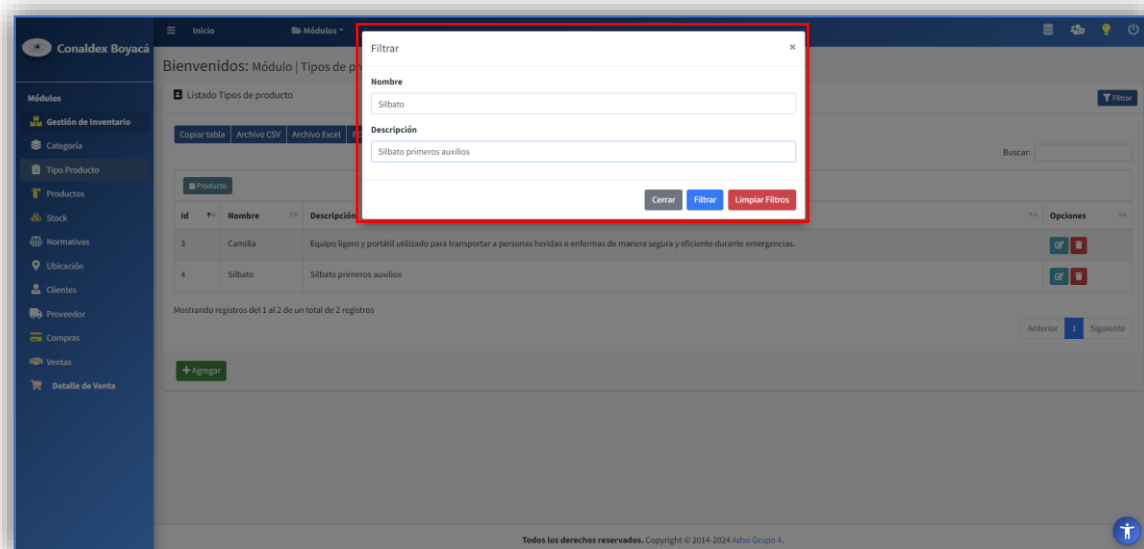 Conaldex Boyacá
Inicio
Módulos
Bienvenidos: Módulo | Tipos de
Filtrar
×
Nombre
Silbato
Descripción
Silbato primeros auxilios
Cerrar
Filtrar
Limpiar Filtros
Módulos
Gestión de Inventario
Categoría
Tipo Producto
Productos
Stock
Normativas
Ubicación
Clientes
Proveedor
Compras
Ventas
Detalle de Venta
Listado Tipos de producto
Filtrar
Copiar tabla Archivo CSV Archivo Excel
Buscar:
Producto
Id Nombre Descripción Opciones
3 Camilla Equipo ligero y portátil utilizado para transportar a personas heridas o enfermas de manera segura y eficiente durante emergencias.
4 Silbato Silbato primeros auxilios
Mostrando registros del 1 al 2 de un total de 2 registros
Anterior 1 Siguiente
+ Agregar
Todos los derechos reservados. Copyright © 2014-2024 Adso Grupo 4.